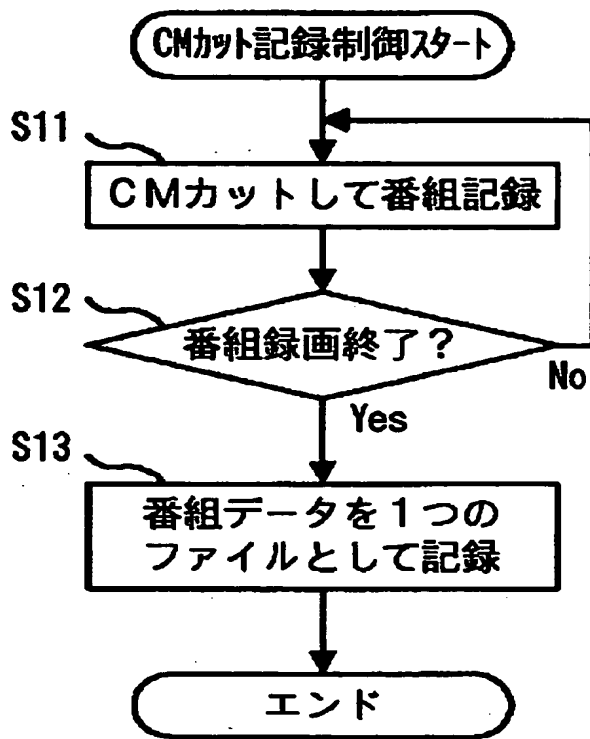 CMカット記録制御スタート
S11
CMカットして番組記録
S12
番組録画終了?
No
Yes
S13
番組データを1つの
ファイルとして記録
エンド